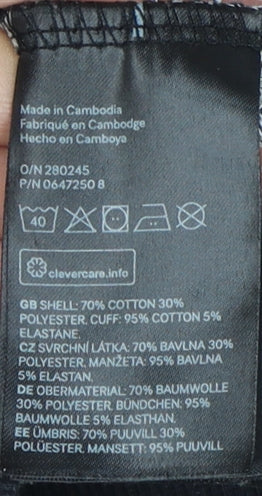 Made in Cambodia
Fabriqué en Cambodge
Hecho en Camboya
O/N 280245
P/N 0647250 8
40
clevercare.info
GB SHELL: 70% COTTON 30%
POLYESTER, CUFF: 95% COTTON 5%
ELASTANE.
CZ SVRCHNÍ LÁTKA: 70% BAVLNA 30%
POLYESTER, MANŽETA: 95% BAVLNA
5% ELASTAN.
DE OBERMATERIAL: 70% BAUMWOLLE
30% POLYESTER, BÜNDCHEN: 95%
BAUMWOLLE 5% ELASTHAN.
EE ÜMBRIS: 70% PUUVILL 30%
POLÜESTER, MANSETT: 95% PUUVILL